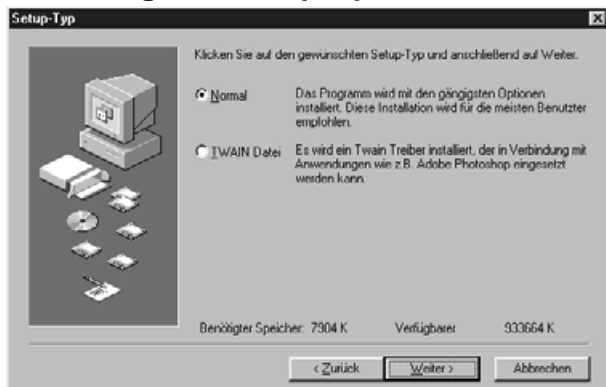 Setup-Typ
Klicken Sie auf den gewünschten Setup-Typ und anschließend auf Weiter.
Normal
Das Programm wird mit den gängigsten Optionen
installiert. Diese Installation wird für die meisten Benutzter
empfohlen.
TWAIN Datei
Es wird ein Twain Treiber installiert, der in Verbindung mit
Anwendungen wie z.B. Adobe Photoshop eingesetzt
werden kann.
Benötigter Speicher: 7904 K Verfügbarer 933664 K
< Zurück Weiter > Abbrechen